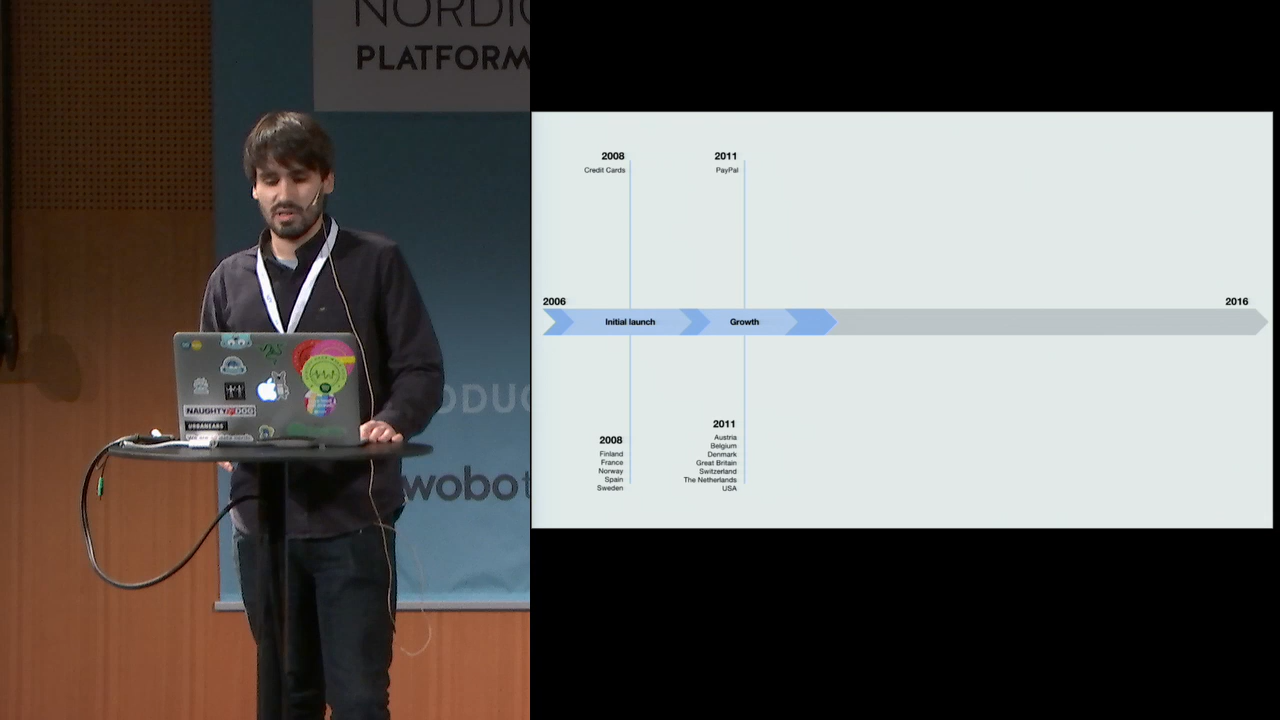 NORDIC
PLATFORM
ODUC
wobot
NAUGHTY DOG
URBANEARS
2008
Credit Cards
2011
PayPal
2006
2016
Initial launch
Growth
2008
Finland
France
Norway
Spain
Sweden
2011
Austria
Belgium
Denmark
Great Britain
Switzerland
The Netherlands
USA